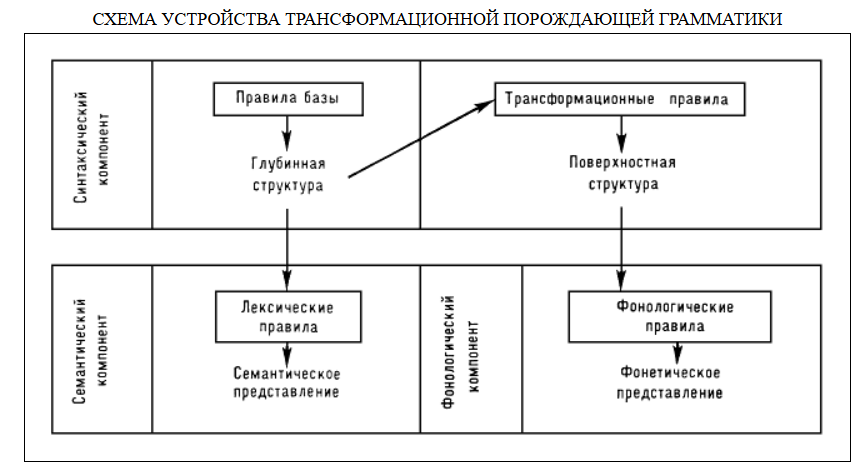 СХЕМА УСТРОЙСТВА ТРАНСФОРМАЦИОННОЙ ПОРОЖДАЮЩЕЙ ГРАММАТИКИ
Синтаксический
компонент
Правила базы
Глубинная
структура
Трансформационные правила
Поверхностная
структура
Семантический
компонент
Лексические
правила
Семантическое
представление
Фонологический
компонент
Фонологические
правила
Фонетическое
представление